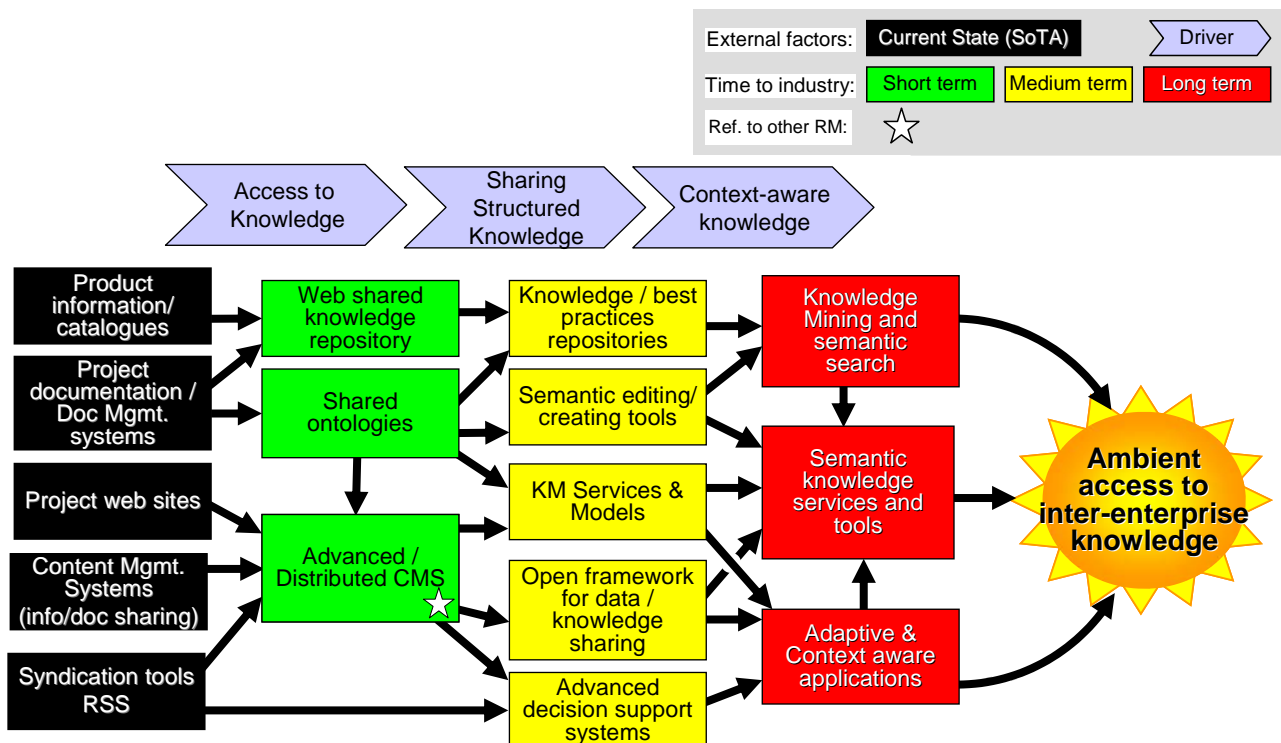 External factors:
Current State (SoTA)
Driver
Time to industry:
Short term
Medium term
Long term
Ref. to other RM:
Access to
Knowledge
Sharing
Structured
Knowledge
Context-aware
knowledge
Product
information/
catalogues
Project
documentation /
Doc Mgmt.
systems
Project web sites
Content Mgmt.
Systems
(info/doc sharing)
Syndication tools
RSS
Web shared
knowledge
repository
Shared
ontologies
Advanced /
Distributed CMS
Knowledge / best
practices
repositories
Semantic editing/
creating tools
KM Services &
Models
Open framework
for data /
knowledge
sharing
Advanced
decision support
systems
Knowledge
Mining and
semantic
search
Semantic
knowledge
services and
tools
Adaptive &
Context aware
applications
Ambient
access to
inter-enterprise
knowledge